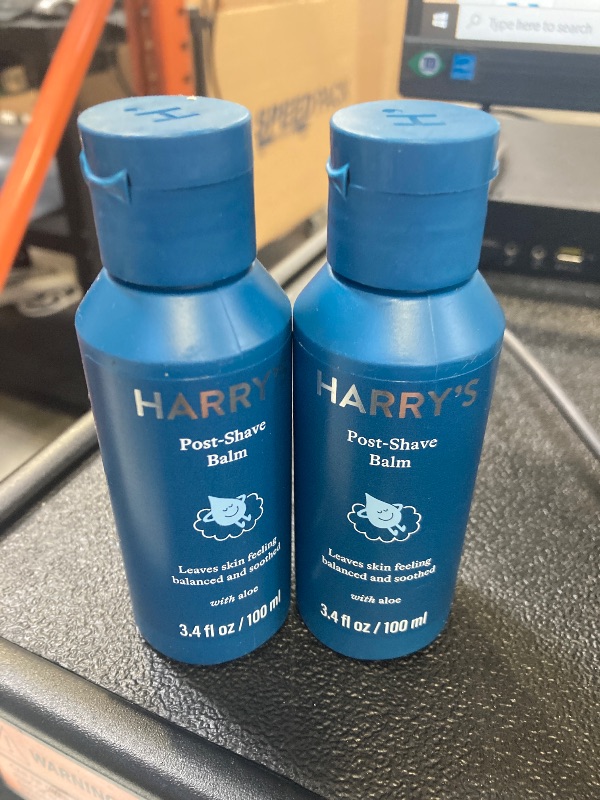 H
H
SPEEDPACK
Type here to search
HARRY'
Post-Shave
Balm
Leaves skin feeling
balanced and soothed
with aloe
3.4 fl oz / 100 ml
HARRY'S
Post-Shave
Balm
Leaves skin feeling
balanced and soothed
with aloe
3.4 fl oz / 100 ml
WARNING